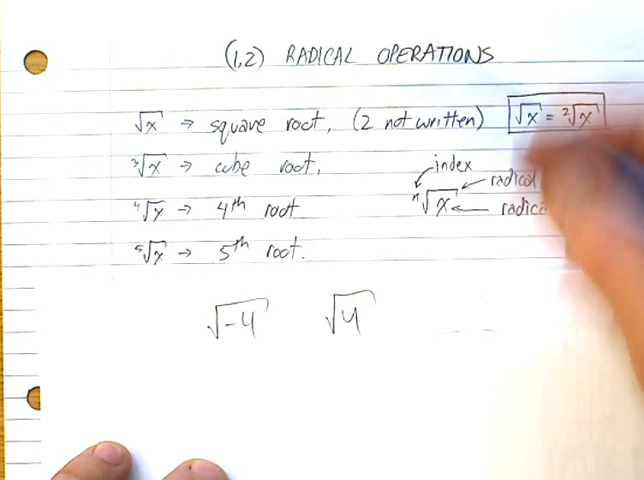 (1,2) RADICAL OPERATIONS
√x → square root, (2 not written) √x = ²√x
³√x → cube root,
index
radical
ⁿ√x ←
⁴√x → 4th root
⁵√x → 5th root.
√-4 √4